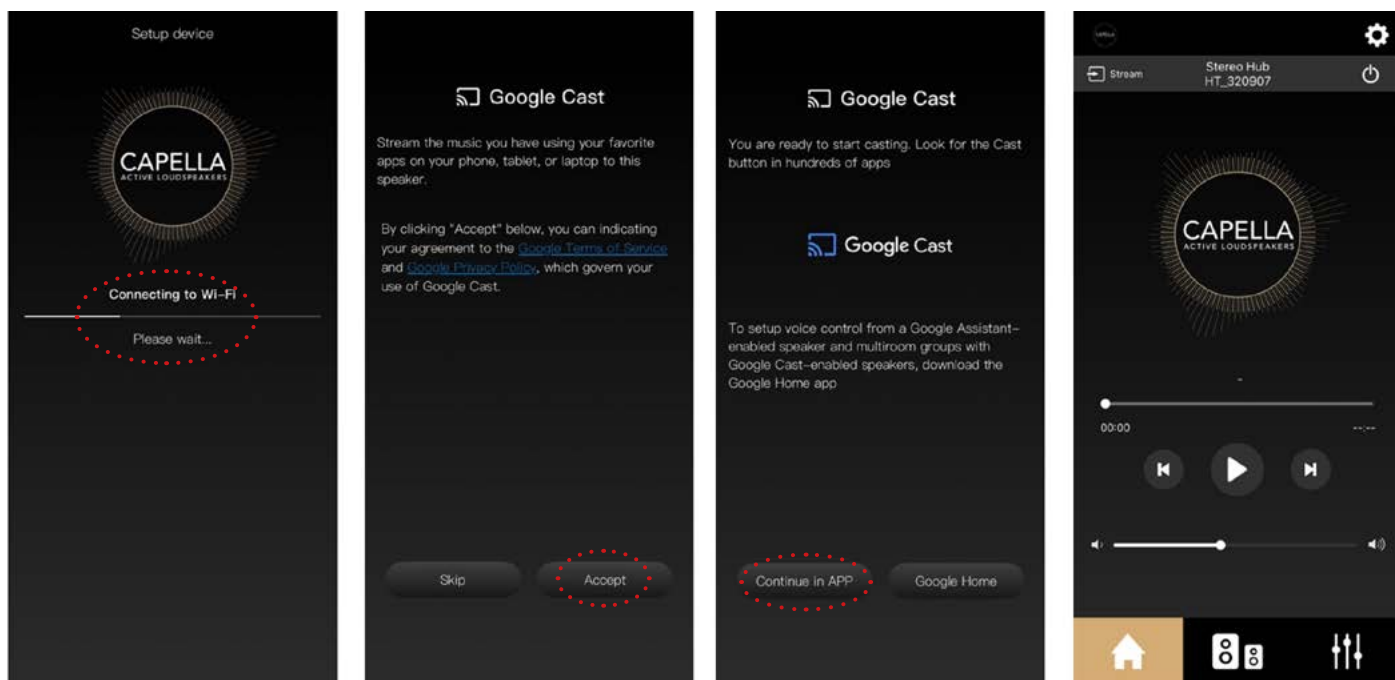 Setup device
CAPELLA
ACTIVE LOUDSPEAKERS
Connecting to Wi-Fi
Please wait...
Google Cast
Stream the music you have using your favorite
apps on your phone, tablet, or laptop to this
speaker.
By clicking "Accept" below, you can indicating
your agreement to the Google Terms of Service
and Google Privacy Policy, which govern your
use of Google Cast.
Skip
Accept
Google Cast
You are ready to start casting. Look for the Cast
button in hundreds of apps
Google Cast
To setup voice control from a Google Assistant-
enabled speaker and multiroom groups with
Google Cast-enabled speakers, download the
Google Home app
Continue in APP
Google Home
CAPELLA
Stream
Stereo Hub
HT_320907
CAPELLA
ACTIVE LOUDSPEAKERS
-
00:00
--:--